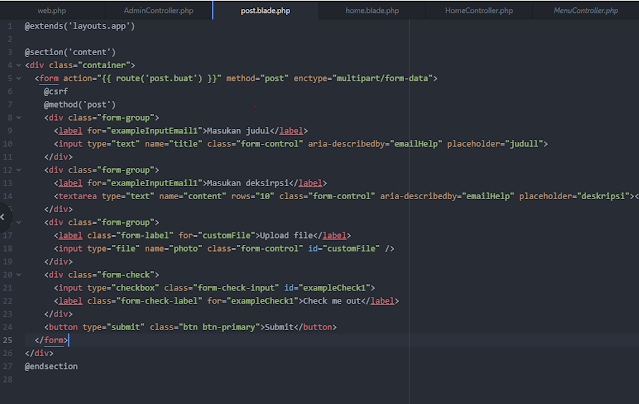 web.php AdminController.php post.blade.php home.blade.php HomeController.php MenuController.php
1 @extends('layouts.app')
2
3 @section('content')
4 <div class="container">
5 <form action="{{ route('post.buat') }}" method="post" enctype="multipart/form-data">
6 @csrf
7 @method('post')
8 <div class="form-group">
9 <label for="exampleInputEmail1">Masukan judul</label>
10 <input type="text" name="title" class="form-control" aria-describedby="emailHelp" placeholder="judull">
11 </div>
12 <div class="form-group">
13 <label for="exampleInputEmail1">Masukan deksirpsi</label>
14 <textarea type="text" name="content" rows="10" class="form-control" aria-describedby="emailHelp" placeholder="deskripsi"><
15 </div>
16 <div class="form-group">
17 <label class="form-label" for="customFile">Upload file</label>
18 <input type="file" name="photo" class="form-control" id="customFile" />
19 </div>
20 <div class="form-check">
21 <input type="checkbox" class="form-check-input" id="exampleCheck1">
22 <label class="form-check-label" for="exampleCheck1">Check me out</label>
23 </div>
24 <button type="submit" class="btn btn-primary">Submit</button>
25 </form>
26 </div>
27 @endsection
28